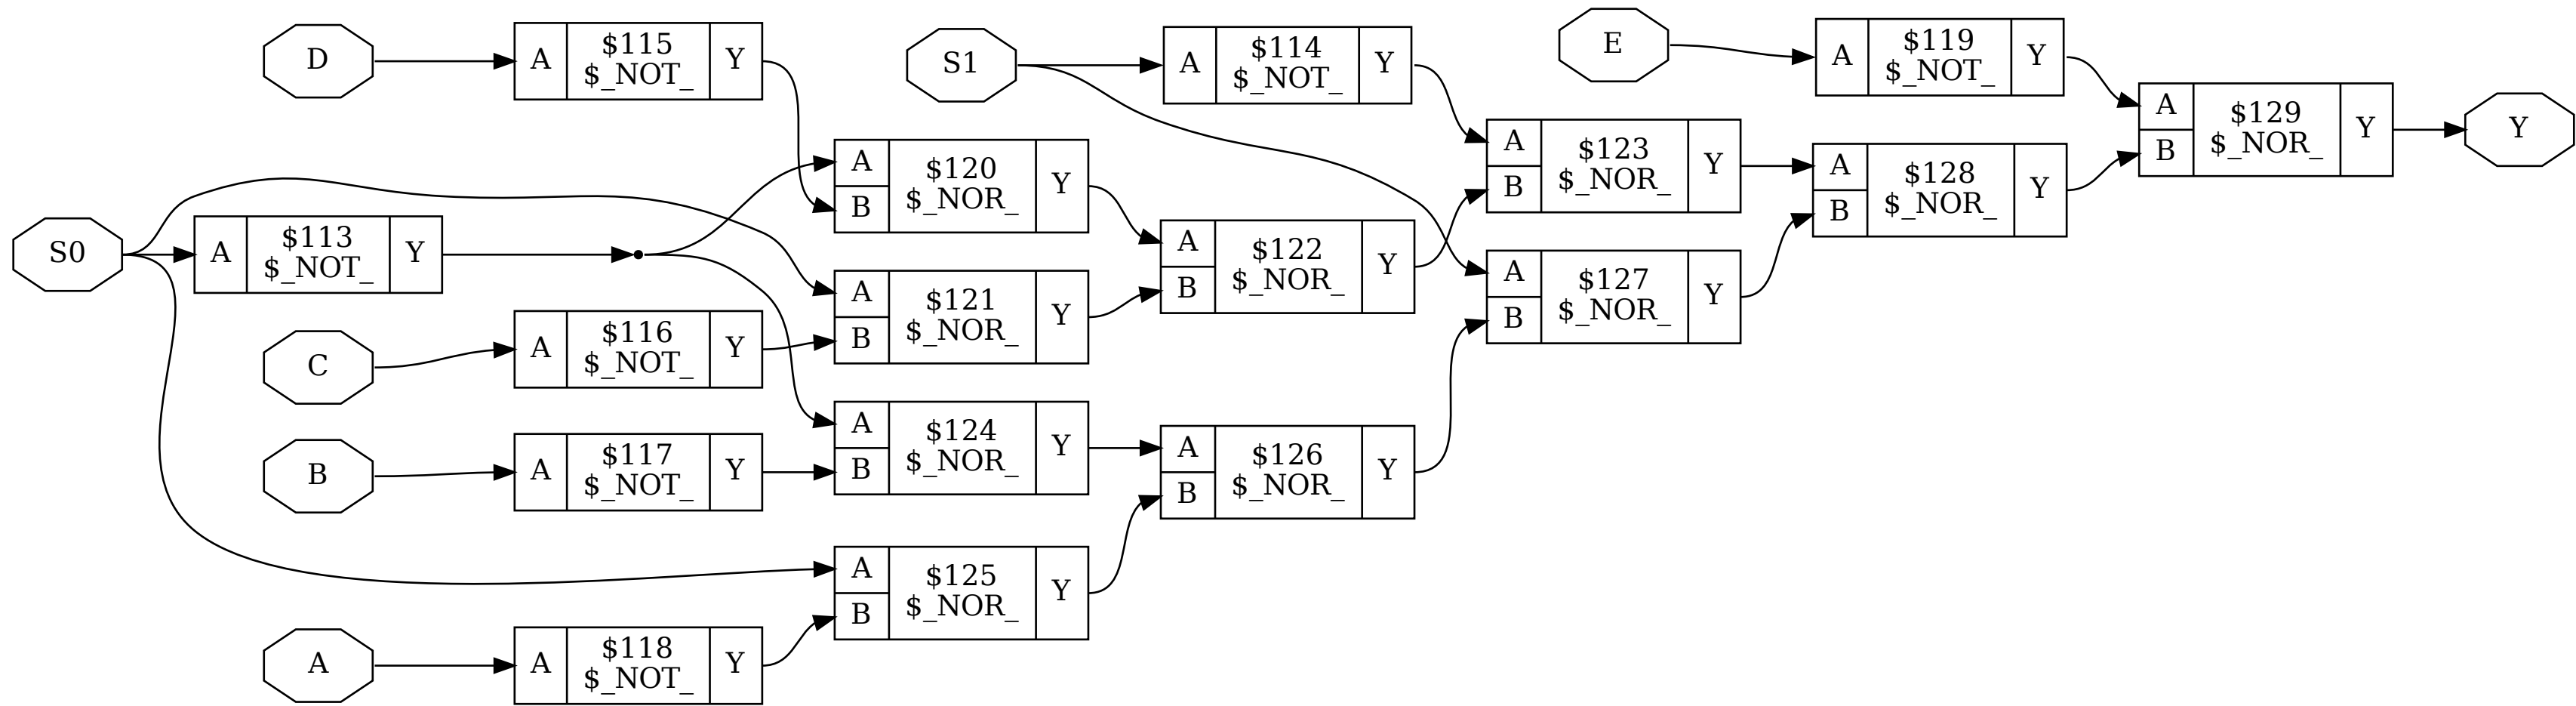 D
A
$115
$_NOT_
Y
S1
A
$114
$_NOT_
Y
E
A
$119
$_NOT_
Y
A
B
$129
$_NOR_
Y
Y
A
B
$120
$_NOR_
Y
A
B
$123
$_NOR_
Y
A
B
$128
$_NOR_
Y
S0
A
$113
$_NOT_
Y
A
B
$121
$_NOR_
Y
A
B
$122
$_NOR_
Y
A
B
$127
$_NOR_
Y
C
A
$116
$_NOT_
Y
B
A
$117
$_NOT_
Y
A
B
$124
$_NOR_
Y
A
B
$126
$_NOR_
Y
A
B
$125
$_NOR_
Y
A
A
$118
$_NOT_
Y